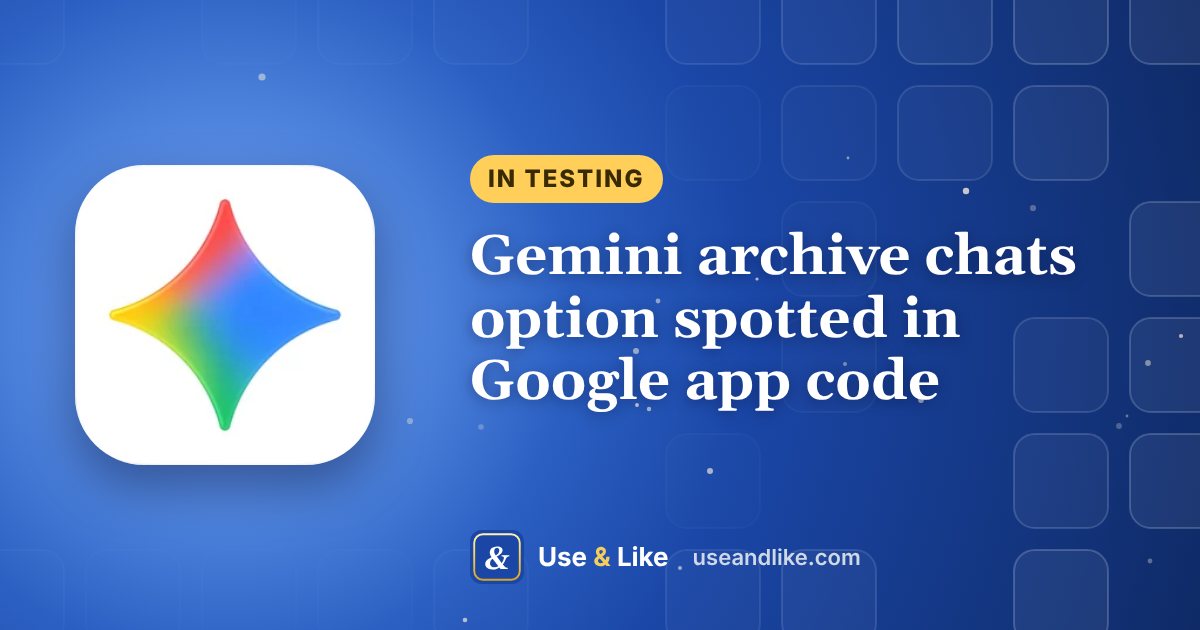 IN TESTING
Gemini archive chats
option spotted in
Google app code
& Use & Like useandlike.com